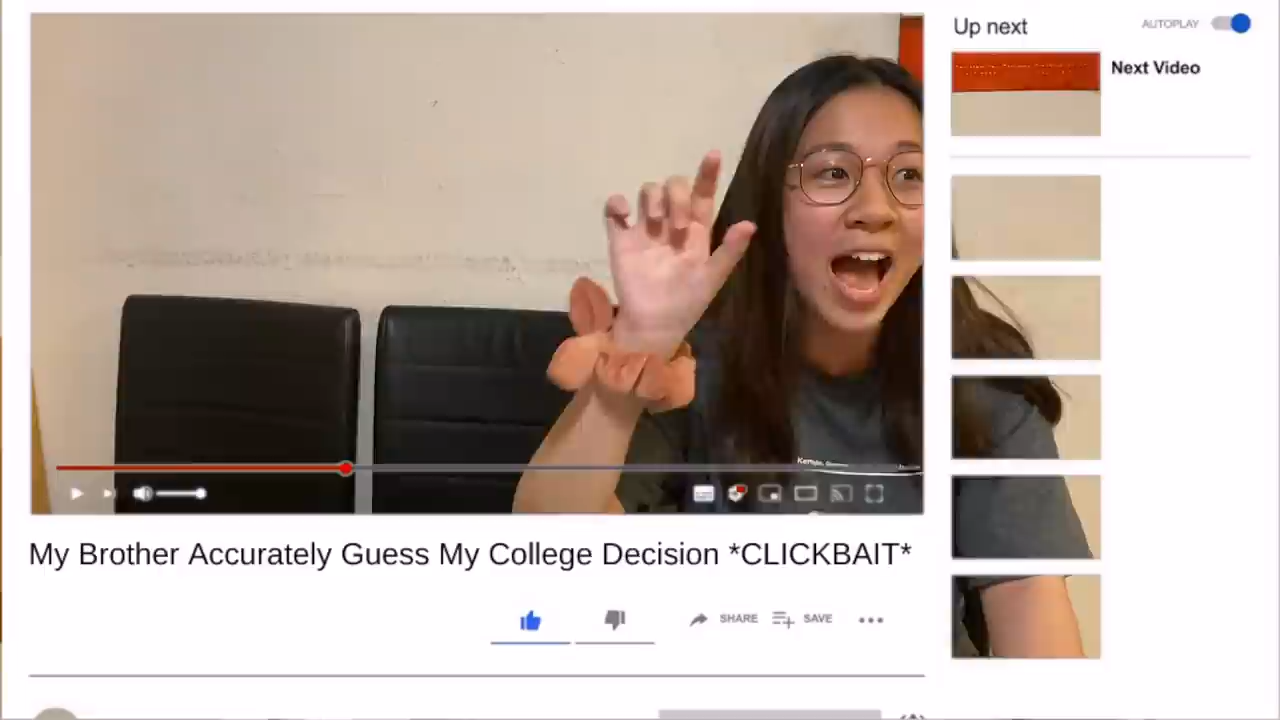 Up next
AUTOPLAY
Next Video
My Brother Accurately Guess My College Decision *CLICKBAIT*
SHARE
SAVE